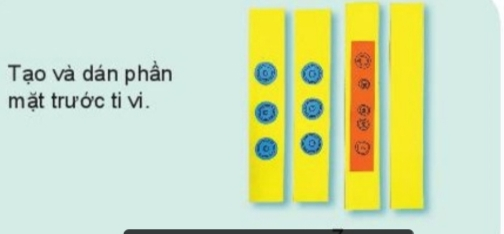 Tạo và dán phần
mặt trước ti vi.